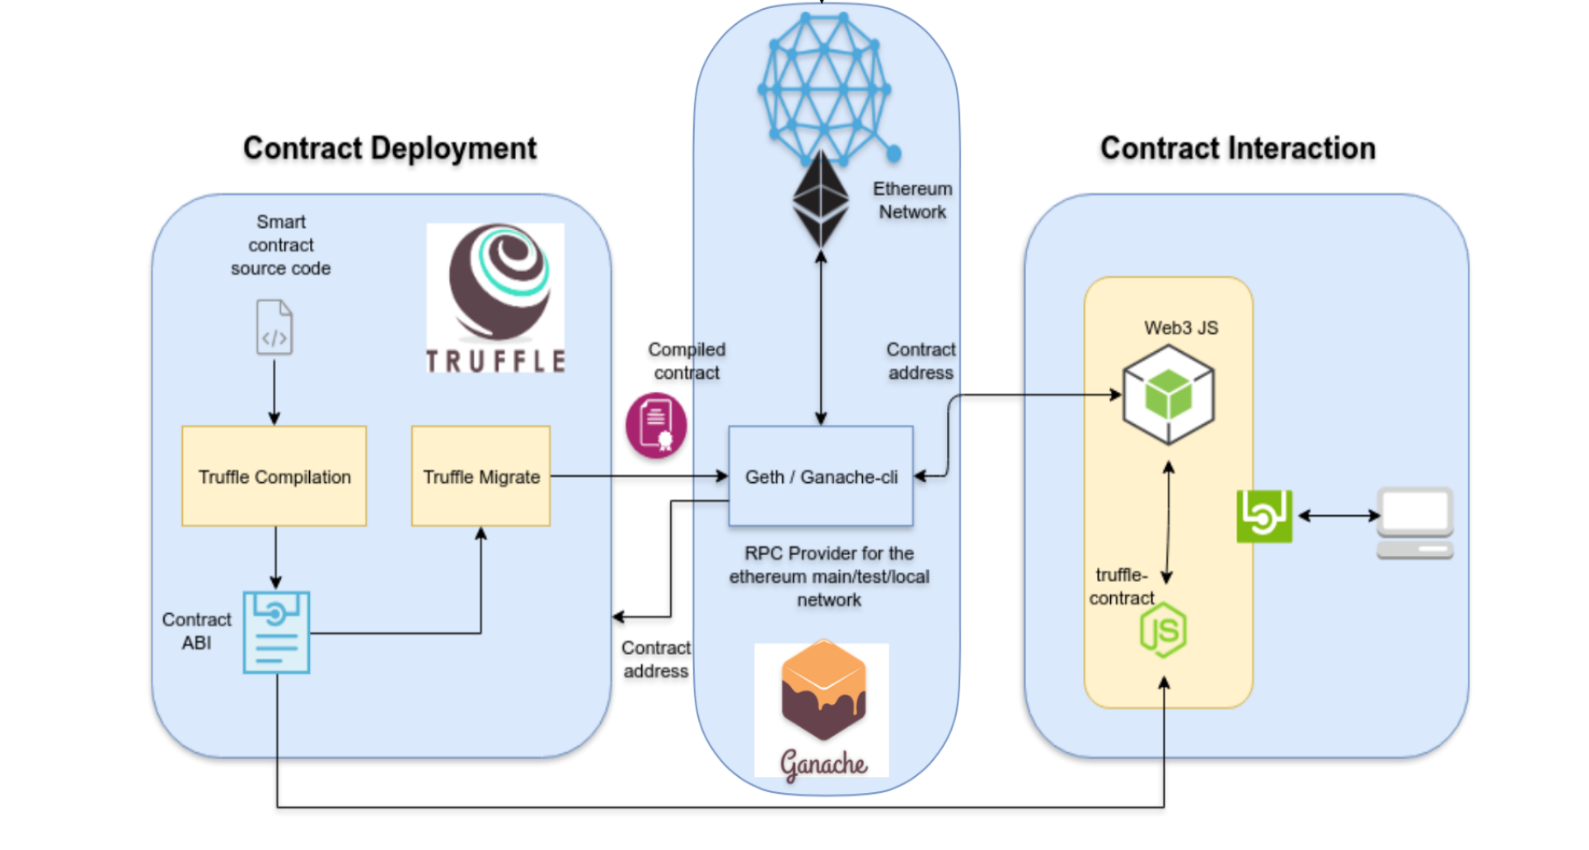 Contract Deployment
Smart
contract
source code
TRUFFLE
Truffle Compilation
Truffle Migrate
Contract
ABI
Compiled
contract
Contract
address
Ethereum
Network
Contract
address
Geth / Ganache-cli
RPC Provider for the
ethereum main/test/local
network
Ganache
Contract Interaction
Web3 JS
truffle-
contract
JS